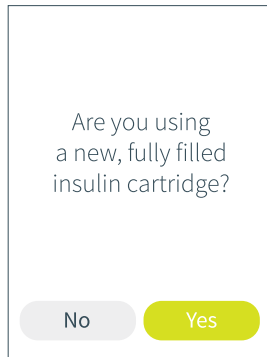 Are you using
a new, fully filled
insulin cartridge?
No
Yes